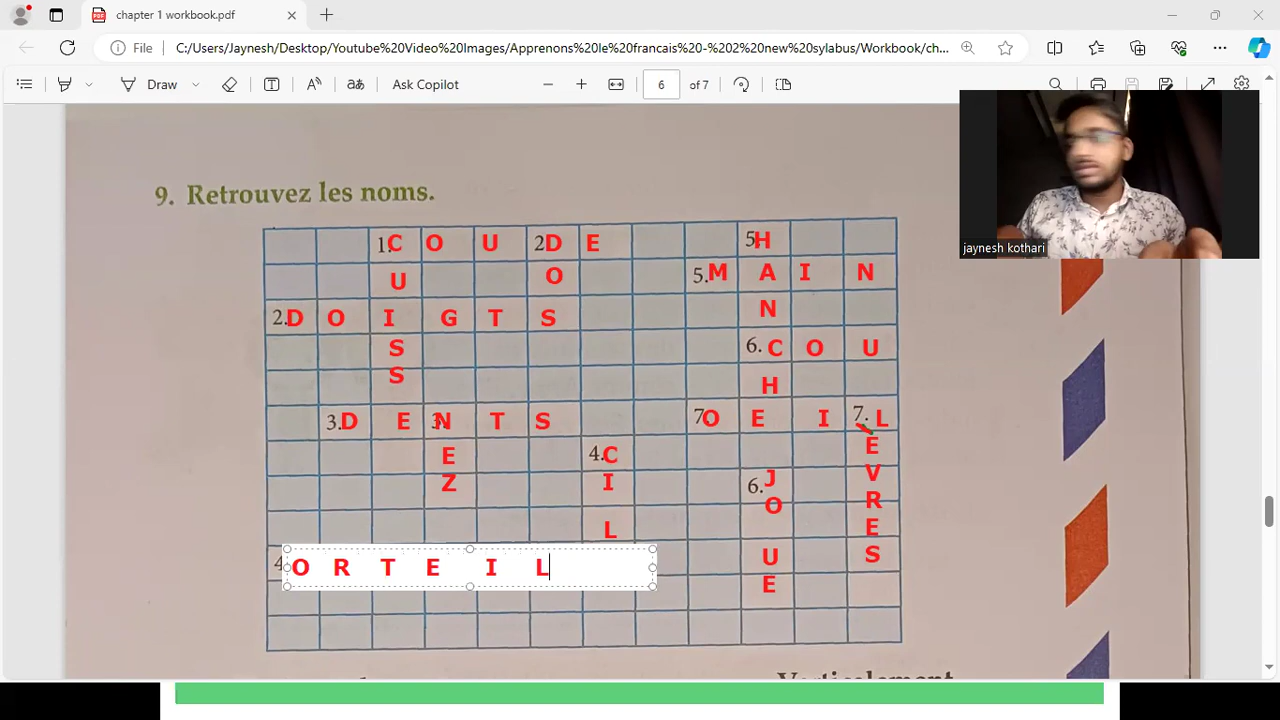 chapter 1 workbook.pdf
File
C:/Users/Jaynesh/Desktop/Youtube%20Video%20Images/Apprenons%20le%20francais%20-%202%20new%20sylabus/Workbook/ch...
Draw
Ask Copilot
6 of 7
jaynesh kothari
9. Retrouvez les noms.
1. C O U 2. D E 5 H
U O 5. M A I N
2. D O I G T S N
S 6. C O U
S H
3. D E 3. N T S 7 O E I 7. L
E 4. C E
Z I 6. J V
O R
L E
4 O R T E I L U S
E
Verticalement